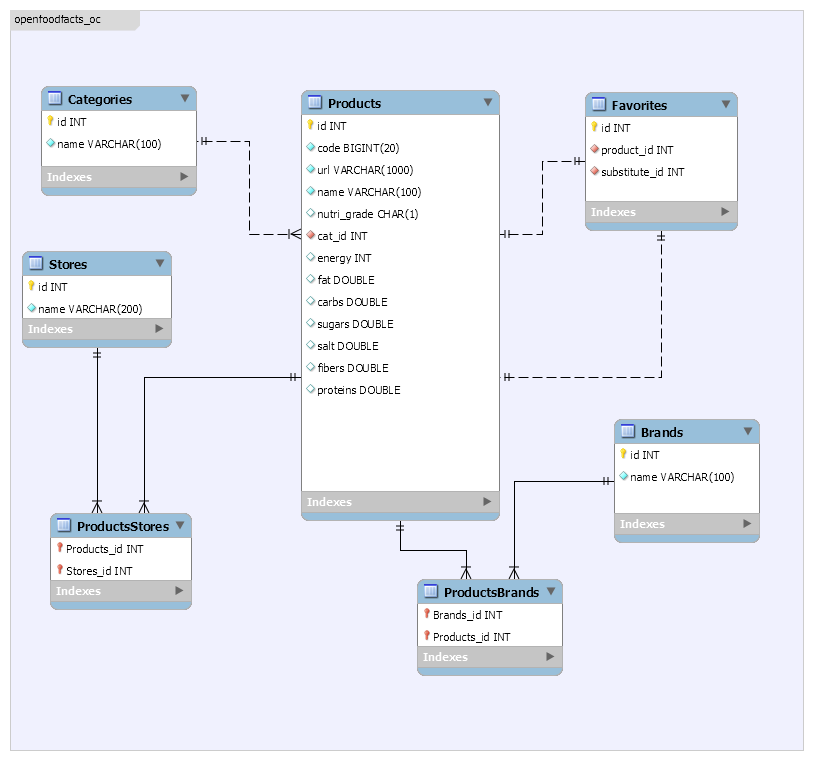 openfoodfacts_oc
Categories
id INT
name VARCHAR(100)
Indexes
Products
id INT
code BIGINT(20)
url VARCHAR(1000)
name VARCHAR(100)
nutri_grade CHAR(1)
cat_id INT
energy INT
fat DOUBLE
carbs DOUBLE
sugars DOUBLE
salt DOUBLE
fibers DOUBLE
proteins DOUBLE
Indexes
Favorites
id INT
product_id INT
substitute_id INT
Indexes
Stores
id INT
name VARCHAR(200)
Indexes
Brands
id INT
name VARCHAR(100)
Indexes
ProductsStores
Products_id INT
Stores_id INT
Indexes
ProductsBrands
Brands_id INT
Products_id INT
Indexes